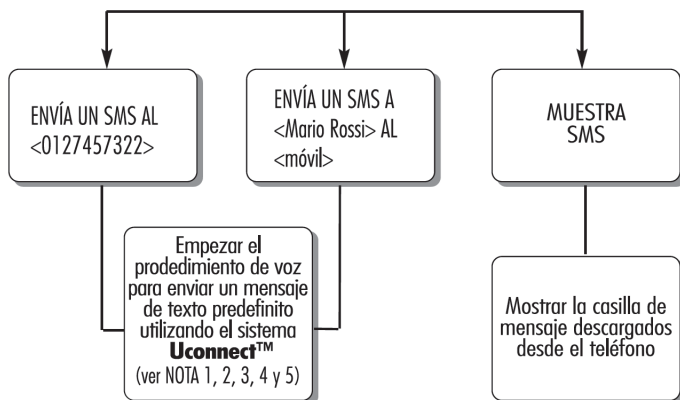 ENVÍA UN SMS AL
<0127457322>
ENVÍA UN SMS A
<Mario Rossi> AL
<móvil>
MUESTRA
SMS
Empezar el
prodedimiento de voz
para enviar un mensaje
de texto predefinito
utilizando el sistema
Uconnect™
(ver NOTA 1, 2, 3, 4 y 5)
Mostrar la casilla de
mensaje descargados
desde el teléfono